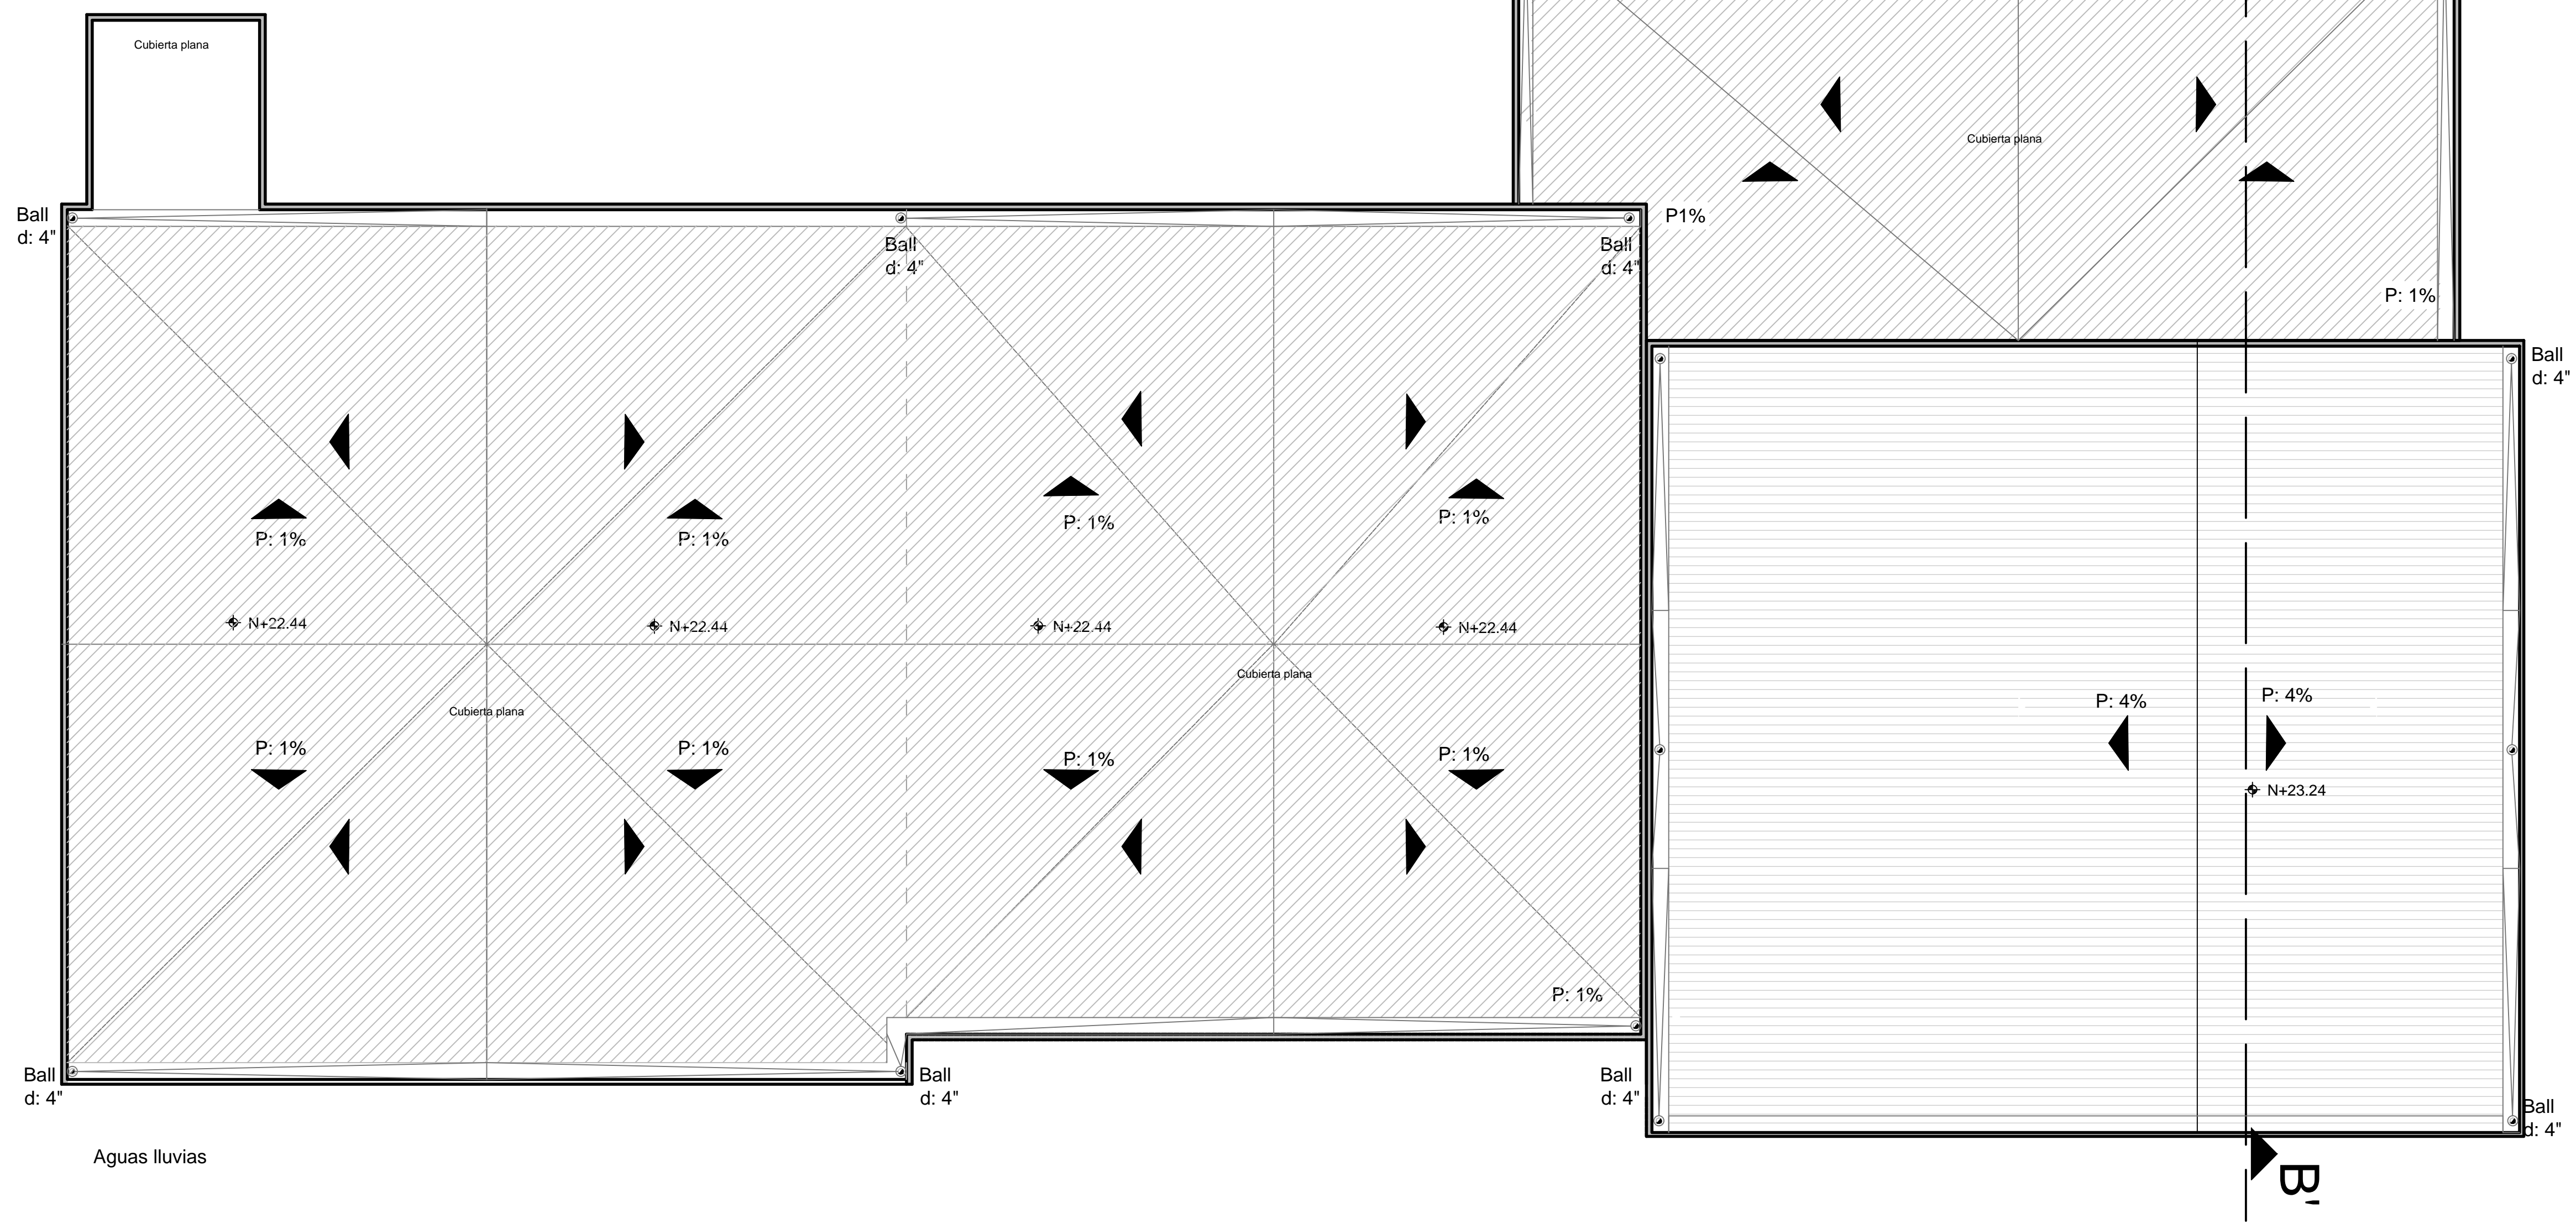 Cubierta plana
Cubierta plana
Ball
d: 4"
P1%
Ball
d: 4"
Ball
d: 4"
P: 1%
Ball
d: 4"
P: 1%
P: 1%
P: 1%
P: 1%
N+22.44
N+22.44
N+22.44
N+22.44
Cubierta plana
Cubierta plana
P: 4%
P: 4%
P: 1%
P: 1%
P: 1%
P: 1%
N+23.24
P: 1%
Ball
d: 4"
Ball
d: 4"
Ball
d: 4"
Ball
d: 4"
Aguas lluvias
B'